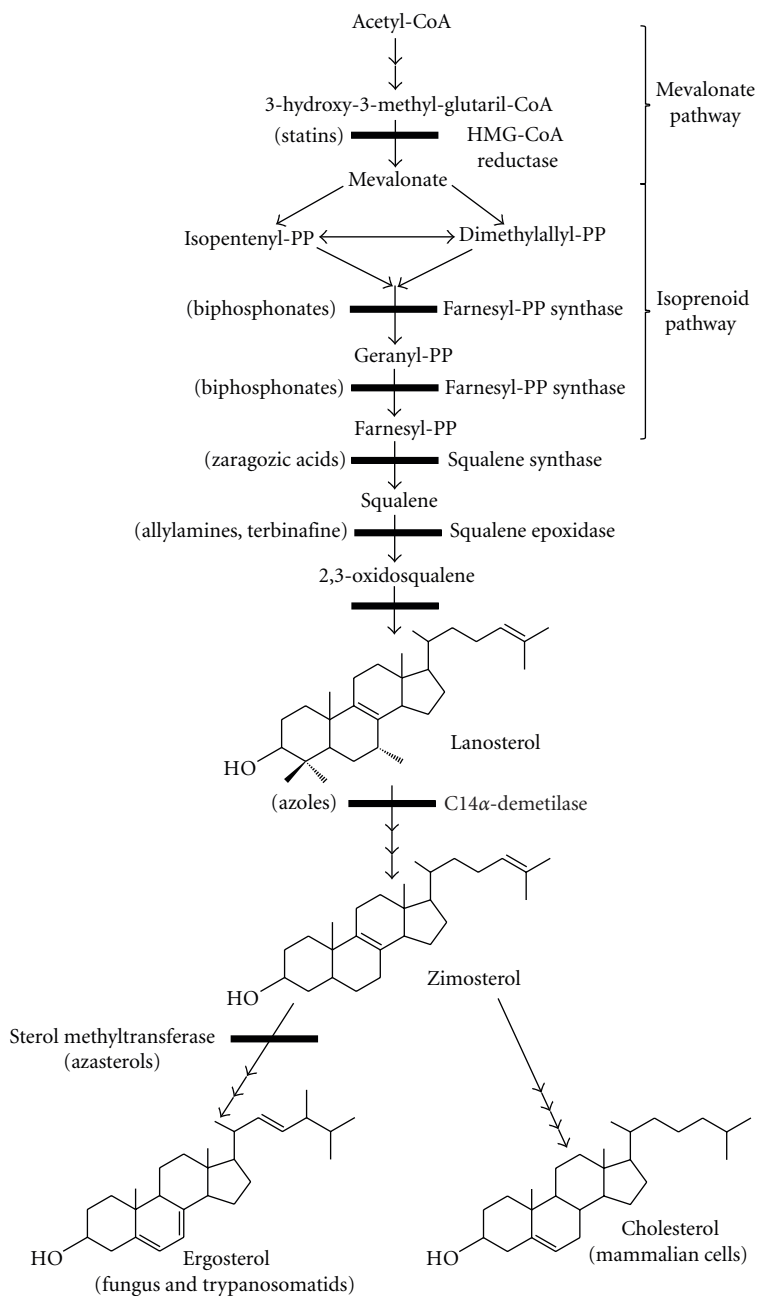 Acetyl-CoA
3-hydroxy-3-methyl-glutaril-CoA
(statins)
HMG-CoA
reductase
Mevalonate
pathway
Mevalonate
Isopentenyl-PP
Dimethylallyl-PP
(biphosphonates)
Farnesyl-PP synthase
Isoprenoid
pathway
Geranyl-PP
(biphosphonates)
Farnesyl-PP synthase
Farnesyl-PP
(zaragozic acids)
Squalene synthase
Squalene
(allylamines, terbinafine)
Squalene epoxidase
2,3-oxidosqualene
Lanosterol
HO
(azoles)
C14α-demetilase
Zimosterol
HO
Sterol methyltransferase
(azasterols)
HO
Ergosterol
(fungus and trypanosomatids)
HO
Cholesterol
(mammalian cells)